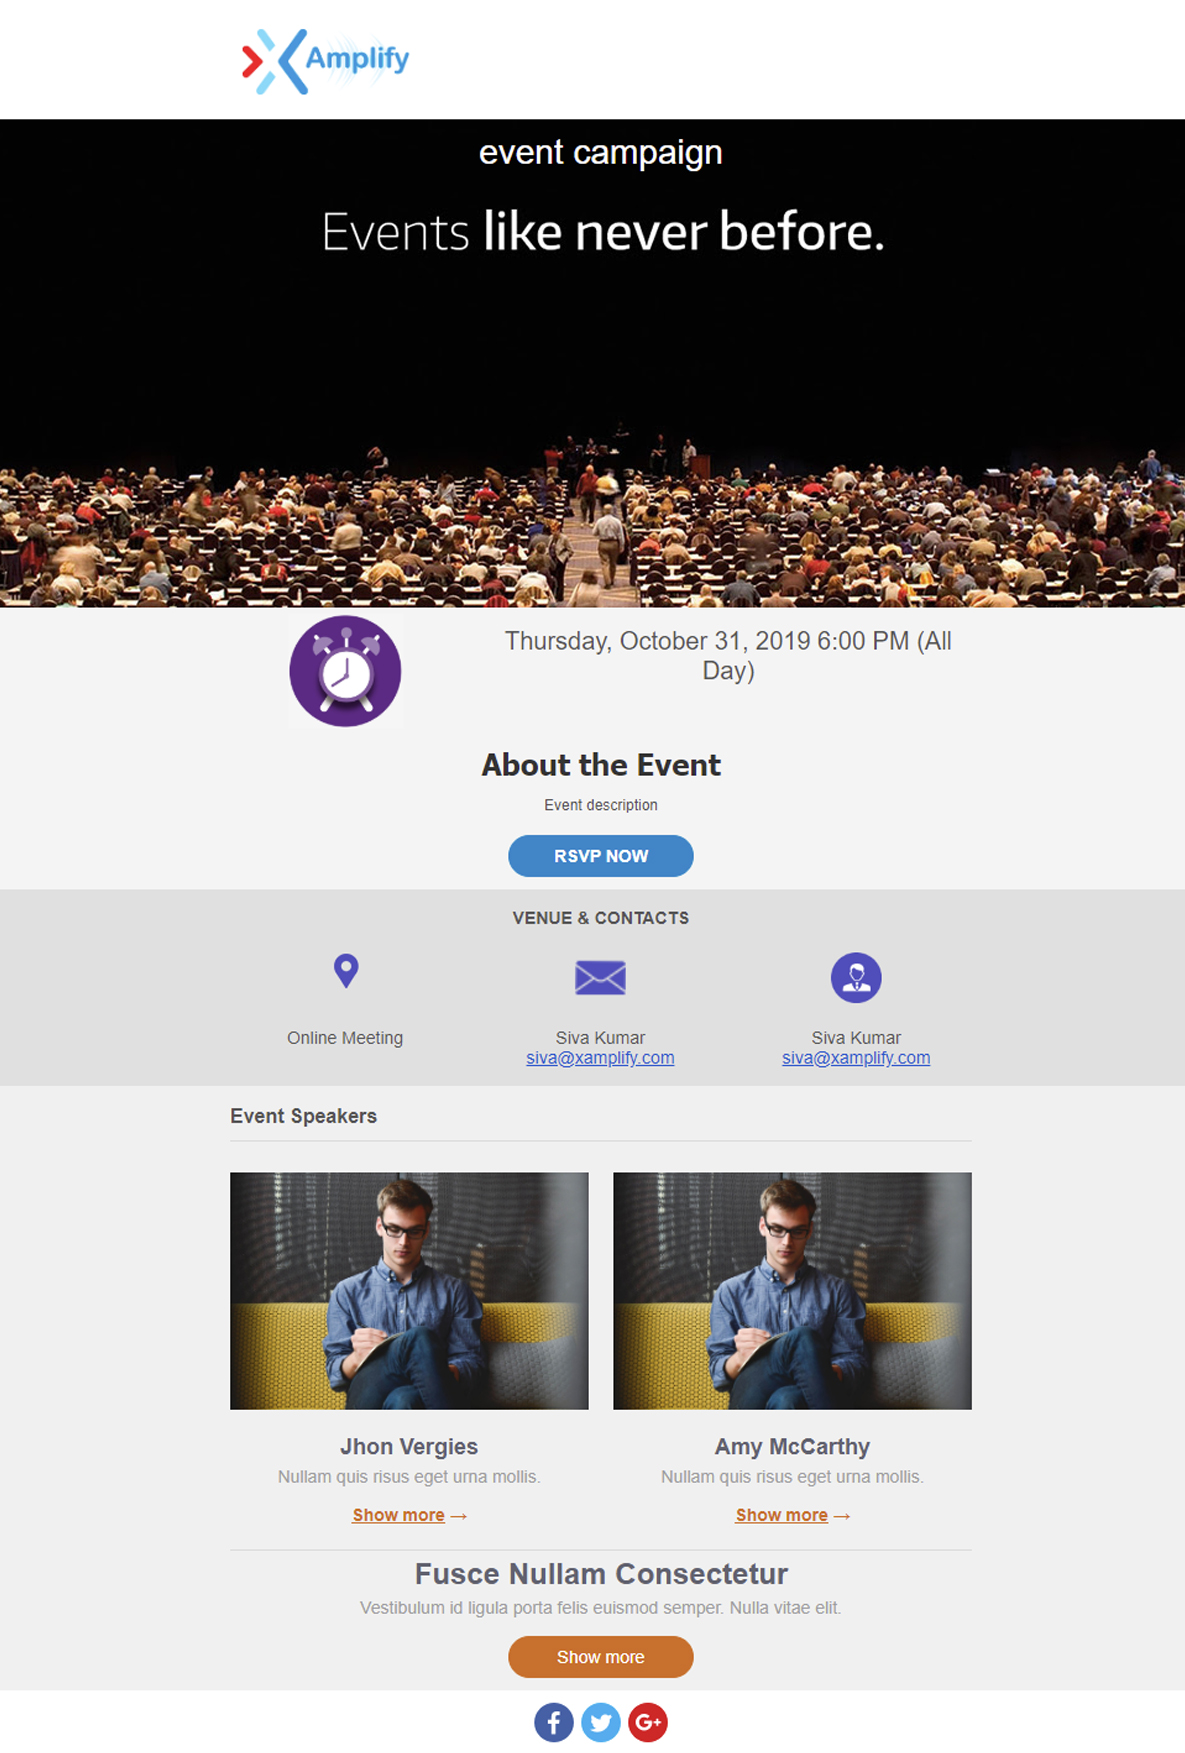 Amplify
event campaign
Events like never before.
Thursday, October 31, 2019 6:00 PM (All
Day)
About the Event
Event description
RSVP NOW
VENUE & CONTACTS
Online Meeting
Siva Kumar
siva@xamplify.com
Siva Kumar
siva@xamplify.com
Event Speakers
Jhon Vergies
Nullam quis risus eget urna mollis.
Show more →
Amy McCarthy
Nullam quis risus eget urna mollis.
Show more →
Fusce Nullam Consectetur
Vestibulum id ligula porta felis euismod semper. Nulla vitae elit.
Show more
G+